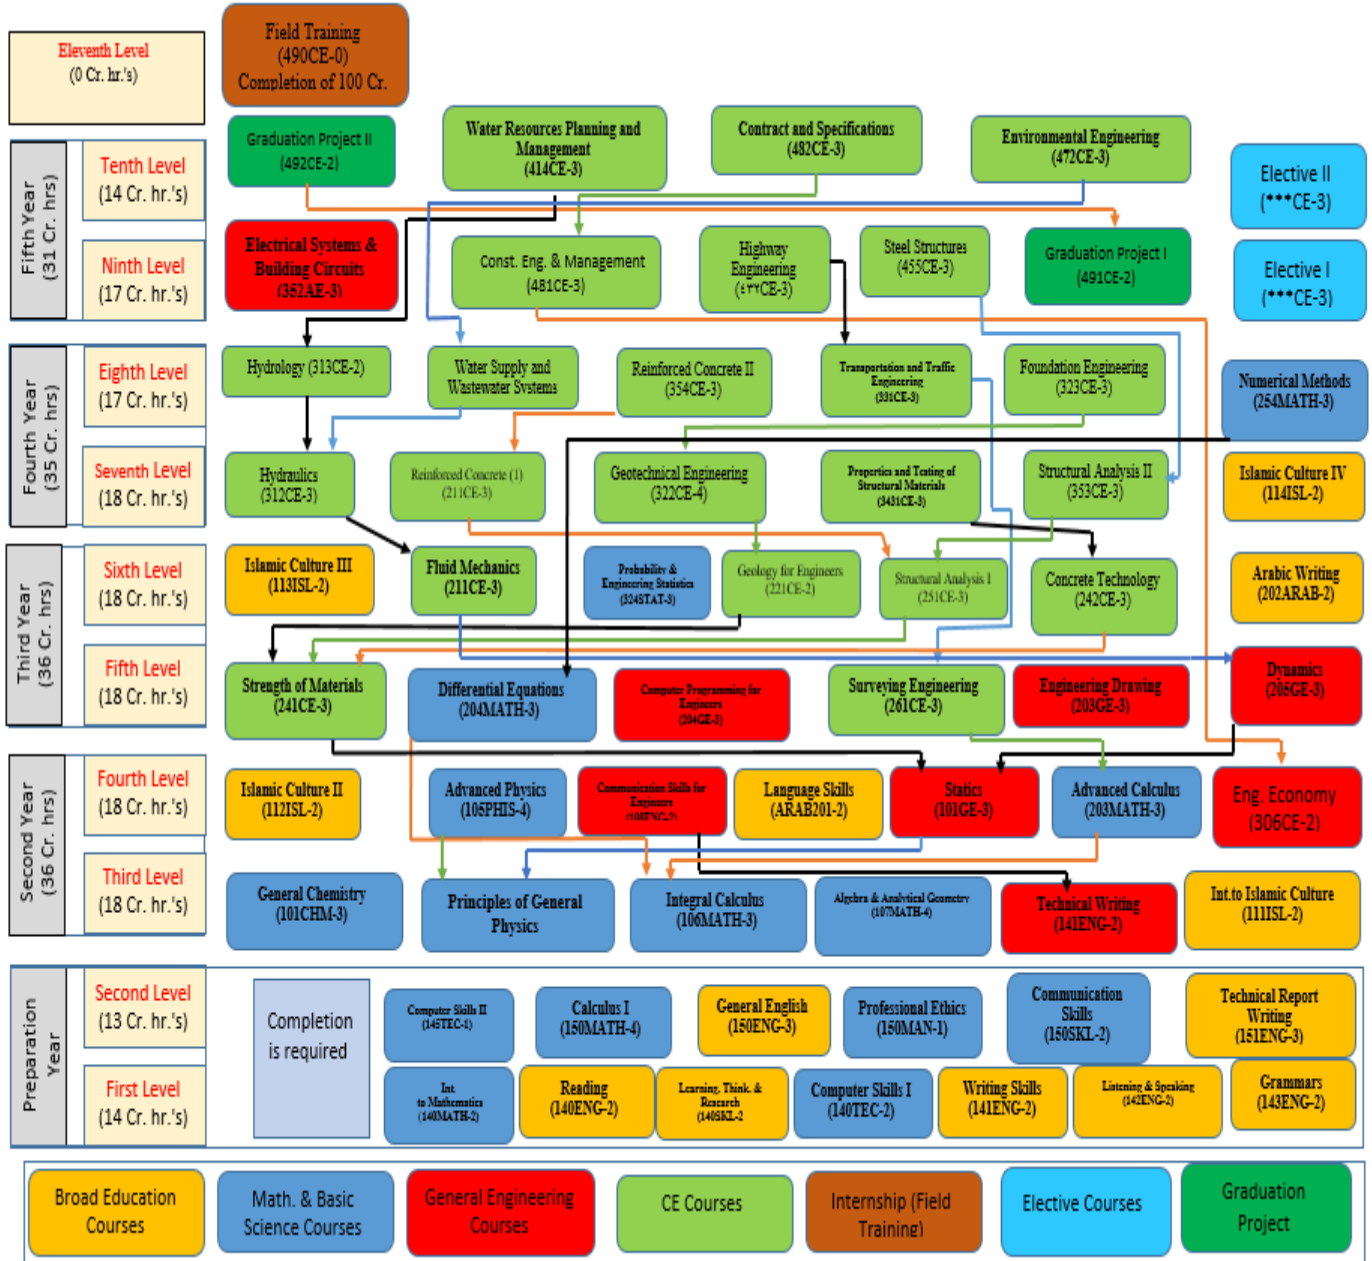 Field Training
(490CE-0)
Completion of 100 Cr.
Eleventh Level
(0 Cr. hr.'s)
Fifth Year
(31 Cr. hrs)
Tenth Level
(14 Cr. hr.'s)
Graduation Project II
(492CE-2)
Water Resources Planning and
Management
(414CE-3)
Contract and Specifications
(482CE-3)
Environmental Engineering
(472CE-3)
Elective II
(***CE-3)
Ninth Level
(17 Cr. hr.'s)
Electrical Systems &
Building Circuits
(352AE-3)
Const. Eng. & Management
(481CE-3)
Highway
Engineering
(٤٣٢CE-3)
Steel Structures
(455CE-3)
Graduation Project I
(491CE-2)
Elective I
(***CE-3)
Fourth Year
(35 Cr. hrs)
Eighth Level
(17 Cr. hr.'s)
Hydrology (313CE-2)
Water Supply and
Wastewater Systems
Reinforced Concrete II
(354CE-3)
Transportation and Traffic
Engineering
(331CE-3)
Foundation Engineering
(323CE-3)
Numerical Methods
(254MATH-3)
Seventh Level
(18 Cr. hr.'s)
Hydraulics
(312CE-3)
Reinforced Concrete (1)
(211CE-3)
Geotechnical Engineering
(322CE-4)
Properties and Testing of
Structural Materials
(3431CE-3)
Structural Analysis II
(353CE-3)
Islamic Culture IV
(114ISL-2)
Third Year
(36 Cr. hrs)
Sixth Level
(18 Cr. hr.'s)
Islamic Culture III
(113ISL-2)
Fluid Mechanics
(211CE-3)
Probability &
Engineering Statistics
(324STAT-3)
Geology for Engineers
(221CE-2)
Structural Analysis I
(251CE-3)
Concrete Technology
(242CE-3)
Arabic Writing
(202ARAB-2)
Fifth Level
(18 Cr. hr.'s)
Strength of Materials
(241CE-3)
Differential Equations
(204MATH-3)
Computer Programming for
Engineers
(204GE-3)
Surveying Engineering
(261CE-3)
Engineering Drawing
(203GE-3)
Dynamics
(205GE-3)
Second Year
(36 Cr. hrs)
Fourth Level
(18 Cr. hr.'s)
Islamic Culture II
(112ISL-2)
Advanced Physics
(105PHIS-4)
Communication Skills for
Engineers
Language Skills
(ARAB201-2)
Statics
(101GE-3)
Advanced Calculus
(203MATH-3)
Eng. Economy
(306CE-2)
Third Level
(18 Cr. hr.'s)
General Chemistry
(101CHM-3)
Principles of General
Physics
Integral Calculus
(106MATH-3)
Algebra & Analytical Geometry
(107MATH-4)
Technical Writing
(141ENG-2)
Int.to Islamic Culture
(111ISL-2)
Preparation
Year
Second Level
(13 Cr. hr.'s)
Completion
is required
Computer Skills II
(145TEC-1)
Calculus I
(150MATH-4)
General English
(150ENG-3)
Professional Ethics
(150MAN-1)
Communication
Skills
(150SKL-2)
Technical Report
Writing
(151ENG-3)
First Level
(14 Cr. hr.'s)
Int.
to Mathematics
(140MATH-2)
Reading
(140ENG-2)
Learning, Think. &
Research
(140SKL-2
Computer Skills I
(140TEC-2)
Writing Skills
(141ENG-2)
Listening & Speaking
(142ENG-2)
Grammars
(143ENG-2)
Broad Education
Courses
Math. & Basic
Science Courses
General Engineering
Courses
CE Courses
Internship (Field
Training)
Elective Courses
Graduation
Project